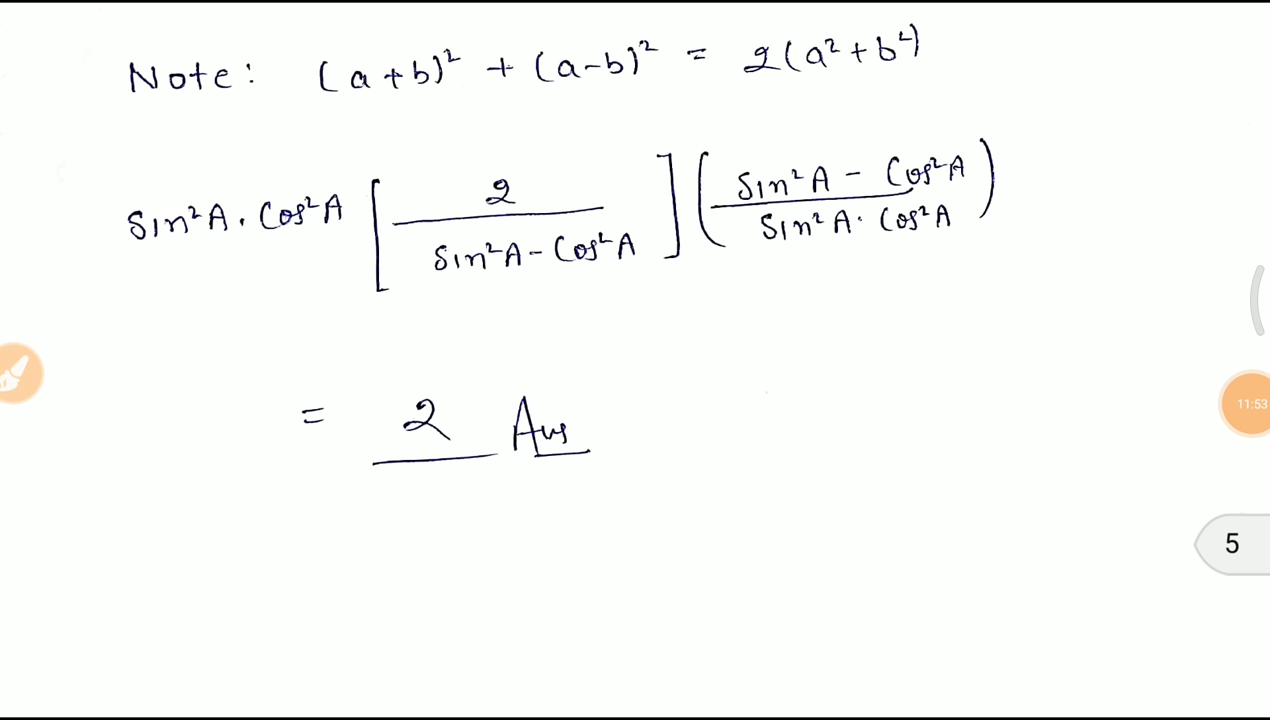 Note: (a+b)² + (a-b)² = 2(a²+b²)
Sin²A . Cos²A [ 2 / Sin²A - Cos²A ] ( Sin²A - Cos²A / Sin²A . Cos²A )
= 2 Ans
11:53
5